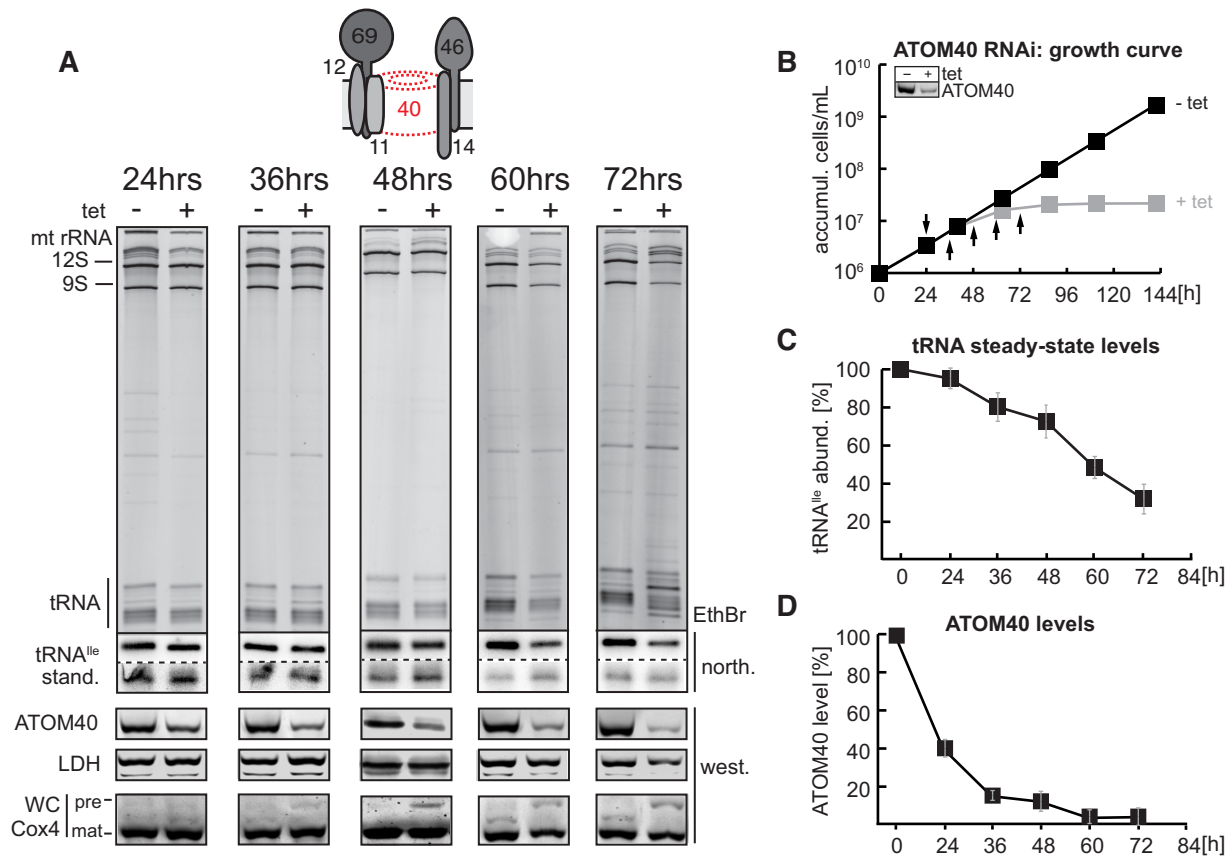 A
69
46
12
40
11
14
24hrs 36hrs 48hrs 60hrs 72hrs
tet - + - + - + - + - +
mt rRNA
12S
9S
tRNA
EthBr
tRNAIle
stand.
north.
ATOM40
LDH
west.
WC pre
Cox4 mat
B ATOM40 RNAi: growth curve
- + tet
ATOM40
accumul. cells/mL
10^10
10^9
10^8
10^7
10^6
- tet
+ tet
0 24 48 72 96 120 144[h]
C tRNA steady-state levels
tRNAIle abund. [%]
100
80
60
40
20
0 24 36 48 60 72 84[h]
D ATOM40 levels
ATOM40 level [%]
100
80
60
40
20
0 24 36 48 60 72 84[h]